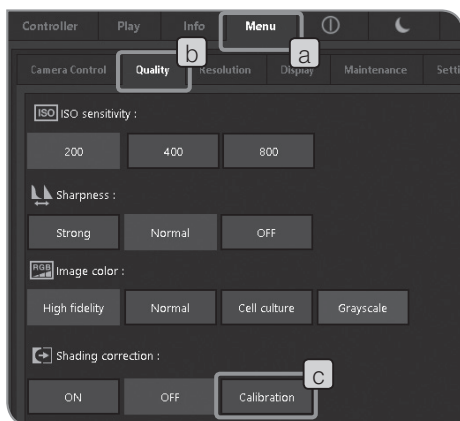 Controller Play Info Menu
a
b
Camera Control Quality Resolution Display Maintenance
ISO ISO sensitivity :
200 400 800
Sharpness :
Strong Normal OFF
RGB Image color :
High fidelity Normal Cell culture Grayscale
Shading correction :
c
ON OFF Calibration